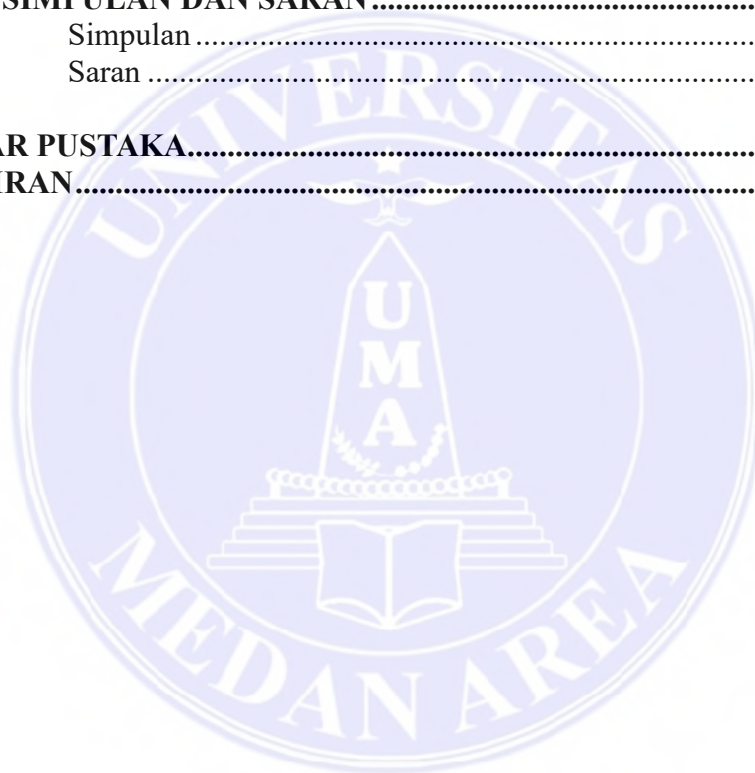 SIMPULAN DAN SARAN
Simpulan
Saran
AR PUSTAKA
IRAN
UNIVERSITAS
U
M
A
MEDAN AREA